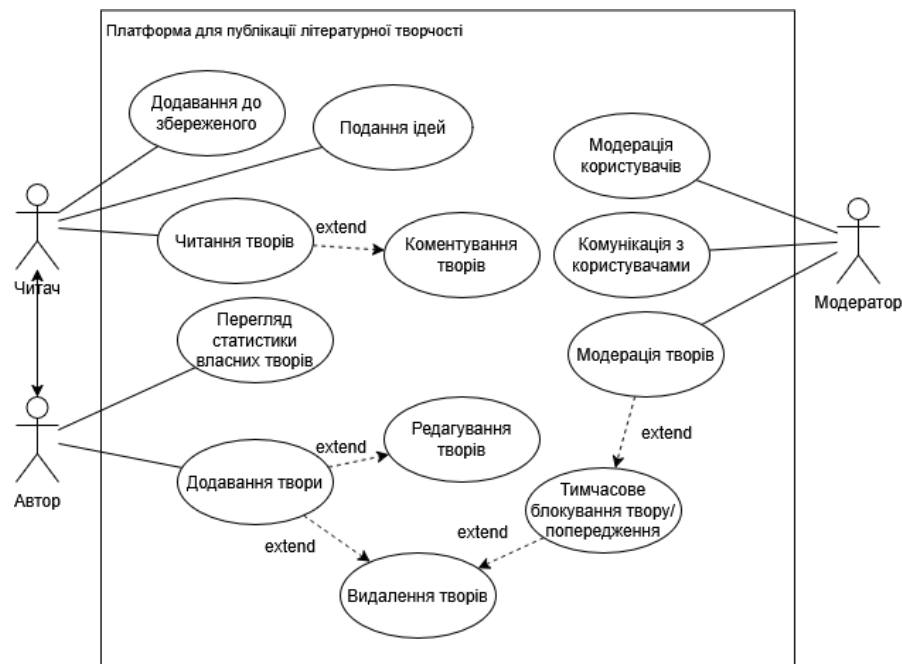 Платформа для публікації літературної творчості
Додавання до
збереженого
Подання ідей
Модерація
користувачів
Читач
Читання творів
extend
Коментування
творів
Комунікація з
користувачами
Модератор
Перегляд
статистики
власних творів
Модерація творів
Автор
Додавання твори
extend
Редагування
творів
extend
Тимчасове
блокування твору/
попередження
extend
extend
Видалення творів